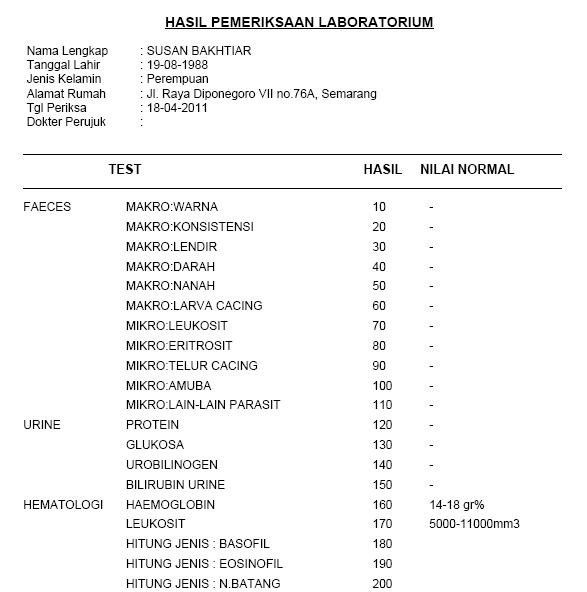 HASIL PEMERIKSAAN LABORATORIUM
Nama Lengkap : SUSAN BAKHTIAR
Tanggal Lahir : 19-08-1988
Jenis Kelamin : Perempuan
Alamat Rumah : Jl. Raya Diponegoro VII no.76A, Semarang
Tgl Periksa : 18-04-2011
Dokter Perujuk :
TEST HASIL NILAI NORMAL
FAECES MAKRO:WARNA 10 -
MAKRO:KONSISTENSI 20 -
MAKRO:LENDIR 30 -
MAKRO:DARAH 40 -
MAKRO:NANAH 50 -
MAKRO:LARVA CACING 60 -
MIKRO:LEUKOSIT 70 -
MIKRO:ERITROSIT 80 -
MIKRO:TELUR CACING 90 -
MIKRO:AMUBA 100 -
MIKRO:LAIN-LAIN PARASIT 110 -
URINE PROTEIN 120 -
GLUKOSA 130 -
UROBILINOGEN 140 -
BILIRUBIN URINE 150 -
HEMATOLOGI HAEMOGLOBIN 160 14-18 gr%
LEUKOSIT 170 5000-11000mm3
HITUNG JENIS : BASOFIL 180
HITUNG JENIS : EOSINOFIL 190
HITUNG JENIS : N.BATANG 200